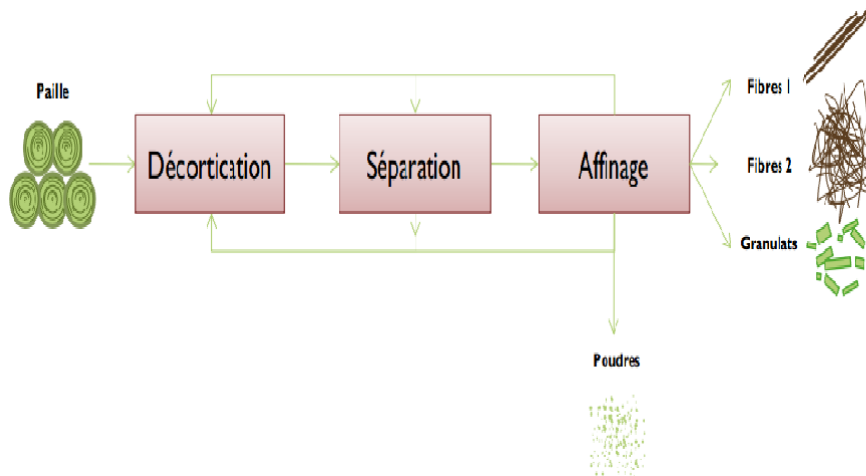 Paille
Décortication
Séparation
Affinage
Fibres 1
Fibres 2
Granulats
Poudres